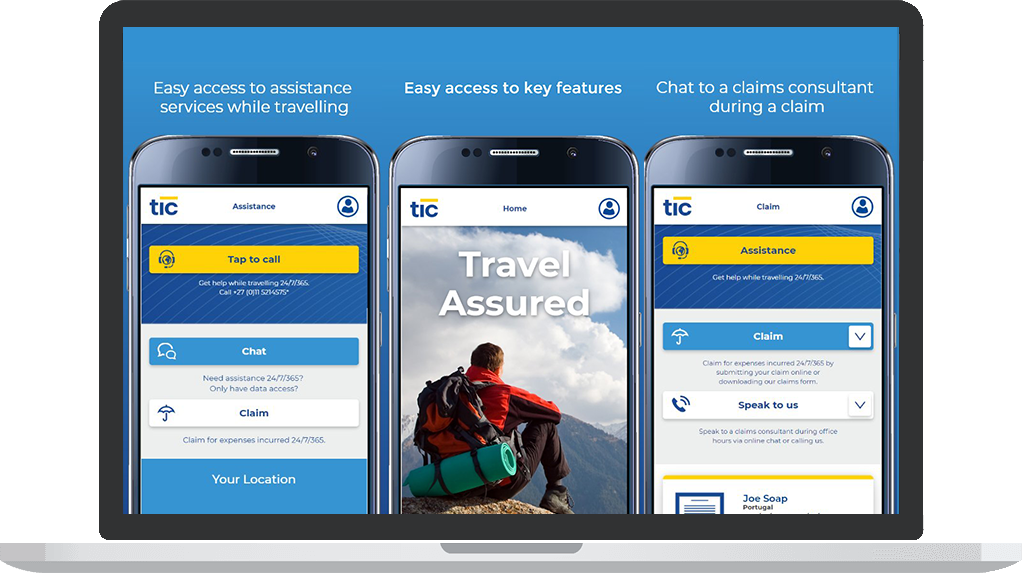 Easy access to assistance
services while travelling
tic
Assistance
Tap to call
Get help while travelling 24/7/365.
Call +27 (0)11 5214575*
Chat
Need assistance 24/7/365?
Only have data access?
Claim
Claim for expenses incurred 24/7/365.
Your Location
Easy access to key features
tic
Home
Travel
Assured
Chat to a claims consultant
during a claim
tic
Claim
Assistance
Get help while travelling 24/7/365.
Claim
Claim for expenses incurred 24/7/365 by
submitting your claim online or
downloading our claims form.
Speak to us
Speak to a claims consultant during office
hours via online chat or calling us.
Joe Soap
Portugal